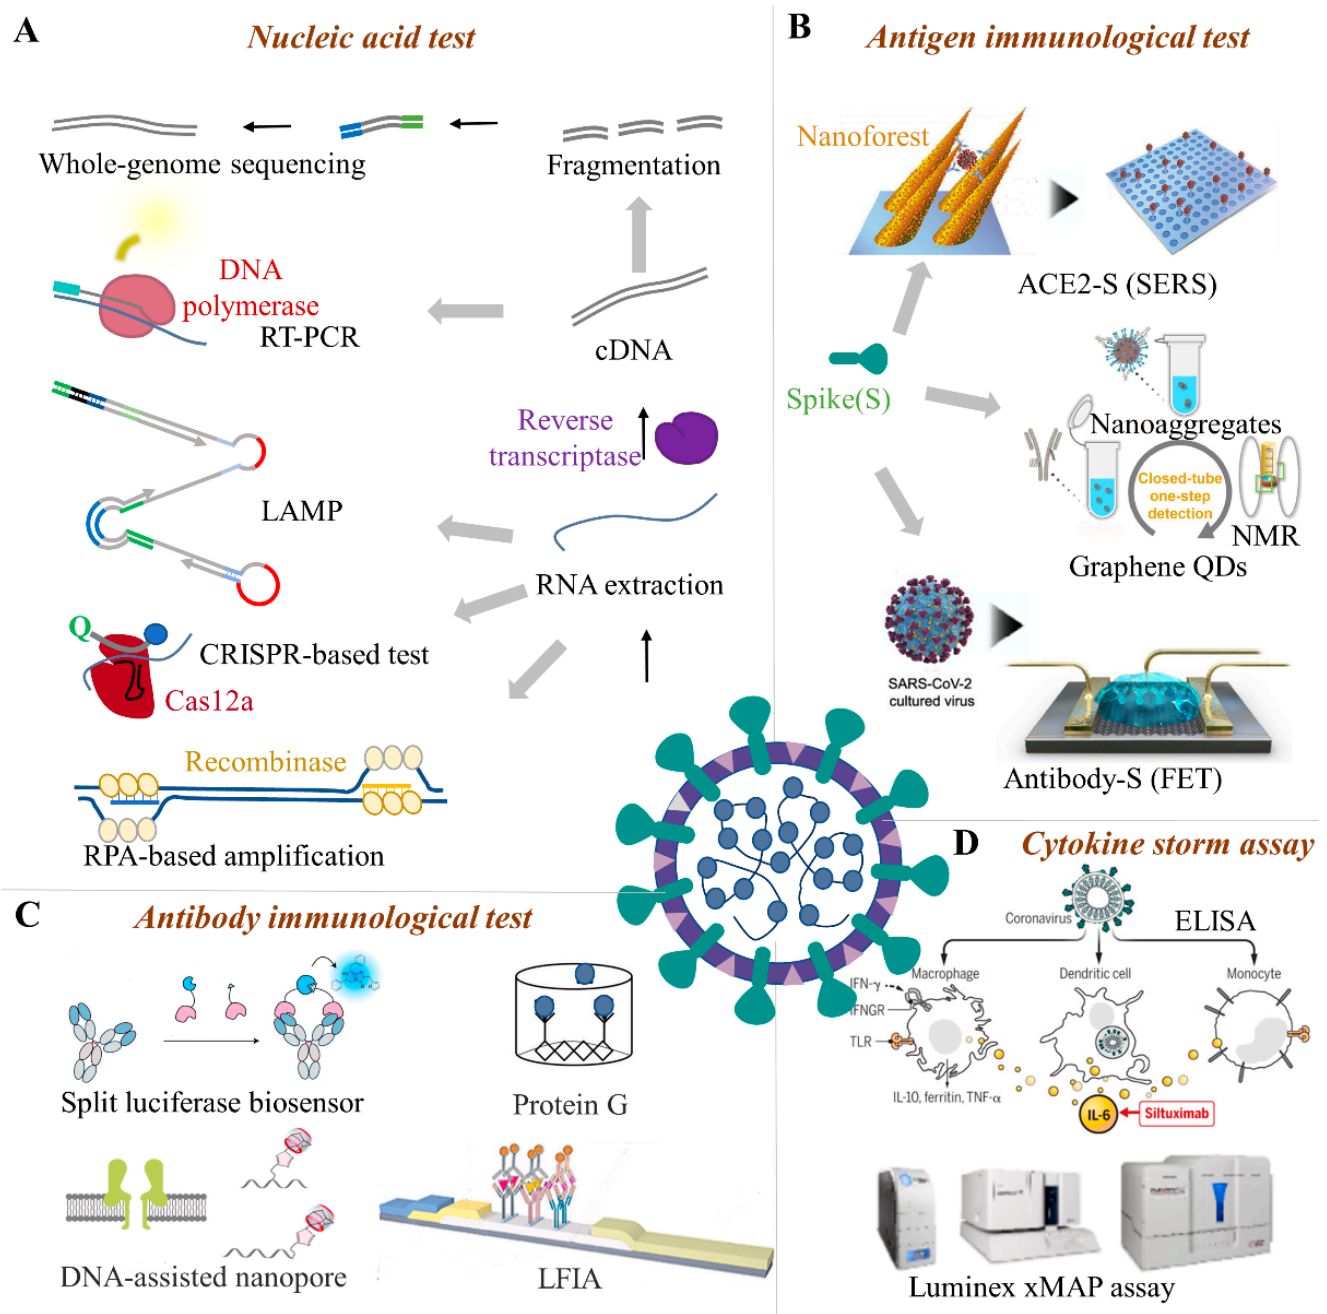 A
Nucleic acid test
Whole-genome sequencing
Fragmentation
DNA
polymerase
RT-PCR
cDNA
Reverse
transcriptase
LAMP
RNA extraction
Q
CRISPR-based test
Cas12a
Recombinase
RPA-based amplification
B
Antigen immunological test
Nanoforest
ACE2-S (SERS)
Spike(S)
Nanoaggregates
Closed-tube
one-step
detection
NMR
Graphene QDs
SARS-CoV-2
cultured virus
Antibody-S (FET)
C
Antibody immunological test
Split luciferase biosensor
Protein G
DNA-assisted nanopore
LFIA
D
Cytokine storm assay
Coronavirus
ELISA
Macrophage
Dendritic cell
Monocyte
IFN-γ
IFNGR
TLR
IL-10, ferritin, TNF-α
IL-6
Siltuximab
Luminex xMAP assay